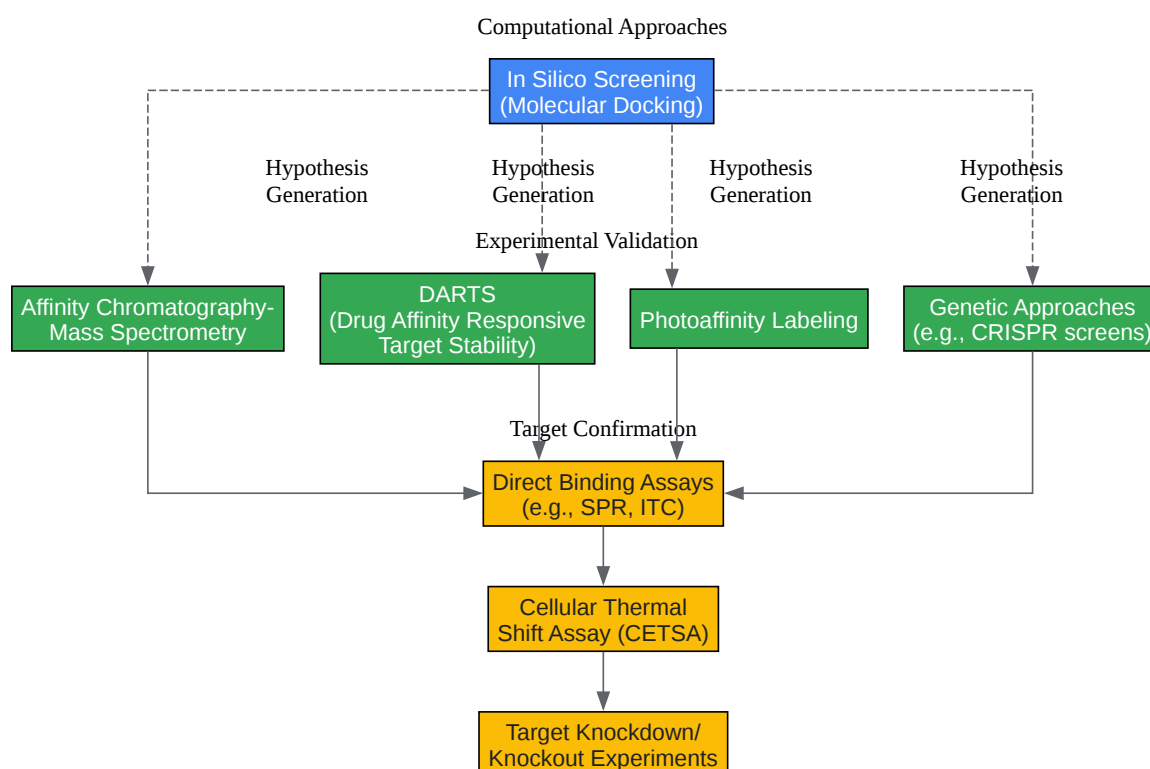 Computational Approaches
In Silico Screening
(Molecular Docking)
Hypothesis
Generation
Hypothesis
Generation
Hypothesis
Generation
Hypothesis
Generation
Experimental Validation
Affinity Chromatography-
Mass Spectrometry
DARTS
(Drug Affinity Responsive
Target Stability)
Photoaffinity Labeling
Genetic Approaches
(e.g., CRISPR screens)
Target Confirmation
Direct Binding Assays
(e.g., SPR, ITC)
Cellular Thermal
Shift Assay (CETSA)
Target Knockdown/
Knockout Experiments